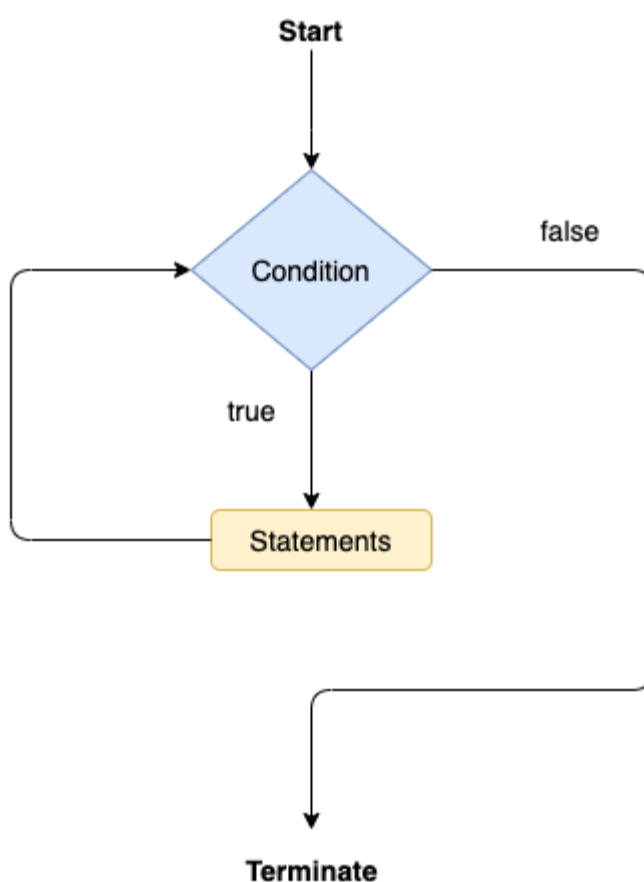 Start
false
Condition
true
Statements
Terminate